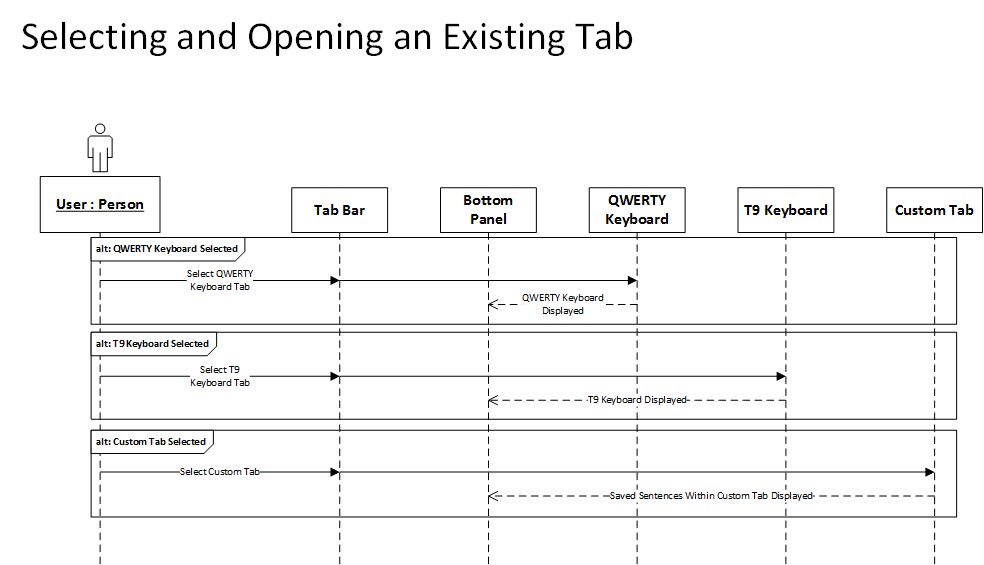 Selecting and Opening an Existing Tab
User : Person
Tab Bar
Bottom
Panel
QWERTY
Keyboard
T9 Keyboard
Custom Tab
alt: QWERTY Keyboard Selected
Select QWERTY
Keyboard Tab
QWERTY Keyboard
Displayed
alt: T9 Keyboard Selected
Select T9
Keyboard Tab
T9 Keyboard Displayed
alt: Custom Tab Selected
Select Custom Tab
Saved Sentences Within Custom Tab Displayed